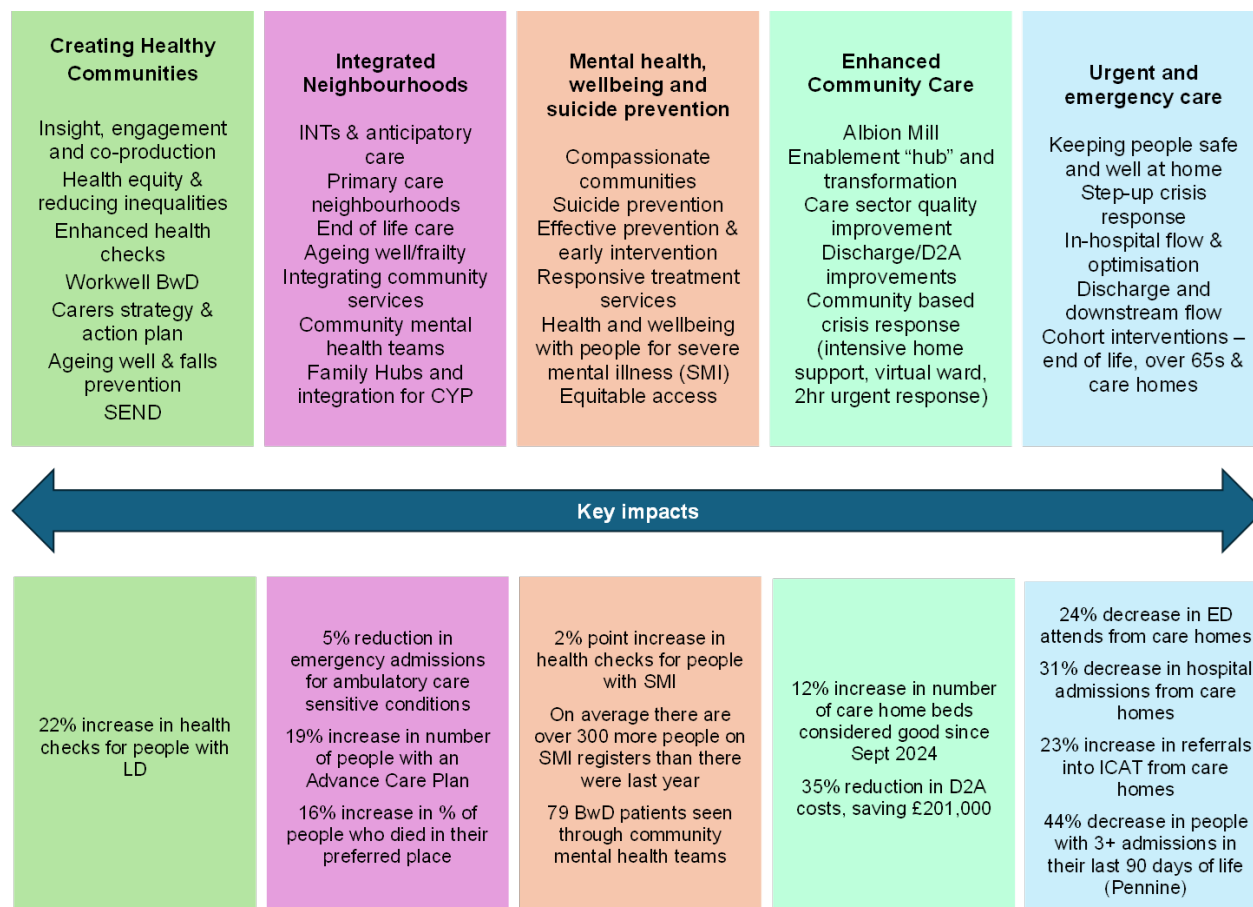 Creating Healthy
Communities
Insight, engagement
and co-production
Health equity &
reducing inequalities
Enhanced health
checks
Workwell BwD
Carers strategy &
action plan
Ageing well & falls
prevention
SEND
Integrated
Neighbourhoods
INTs & anticipatory
care
Primary care
neighbourhoods
End of life care
Ageing well/frailty
Integrating community
services
Community mental
health teams
Family Hubs and
integration for CYP
Mental health,
wellbeing and
suicide prevention
Compassionate
communities
Suicide prevention
Effective prevention &
early intervention
Responsive treatment
services
Health and wellbeing
with people for severe
mental illness (SMI)
Equitable access
Enhanced
Community Care
Albion Mill
Enablement “hub” and
transformation
Care sector quality
improvement
Discharge/D2A
improvements
Community based
crisis response
(intensive home
support, virtual ward,
2hr urgent response)
Urgent and
emergency care
Keeping people safe
and well at home
Step-up crisis
response
In-hospital flow &
optimisation
Discharge and
downstream flow
Cohort interventions –
end of life, over 65s &
care homes
Key impacts
22% increase in health
checks for people with
LD
5% reduction in
emergency admissions
for ambulatory care
sensitive conditions
19% increase in number
of people with an
Advance Care Plan
16% increase in % of
people who died in their
preferred place
2% point increase in
health checks for people
with SMI
On average there are
over 300 more people on
SMI registers than there
were last year
79 BwD patients seen
through community
mental health teams
12% increase in number
of care home beds
considered good since
Sept 2024
35% reduction in D2A
costs, saving £201,000
24% decrease in ED
attends from care homes
31% decrease in hospital
admissions from care
homes
23% increase in referrals
into ICAT from care
homes
44% decrease in people
with 3+ admissions in
their last 90 days of life
(Pennine)